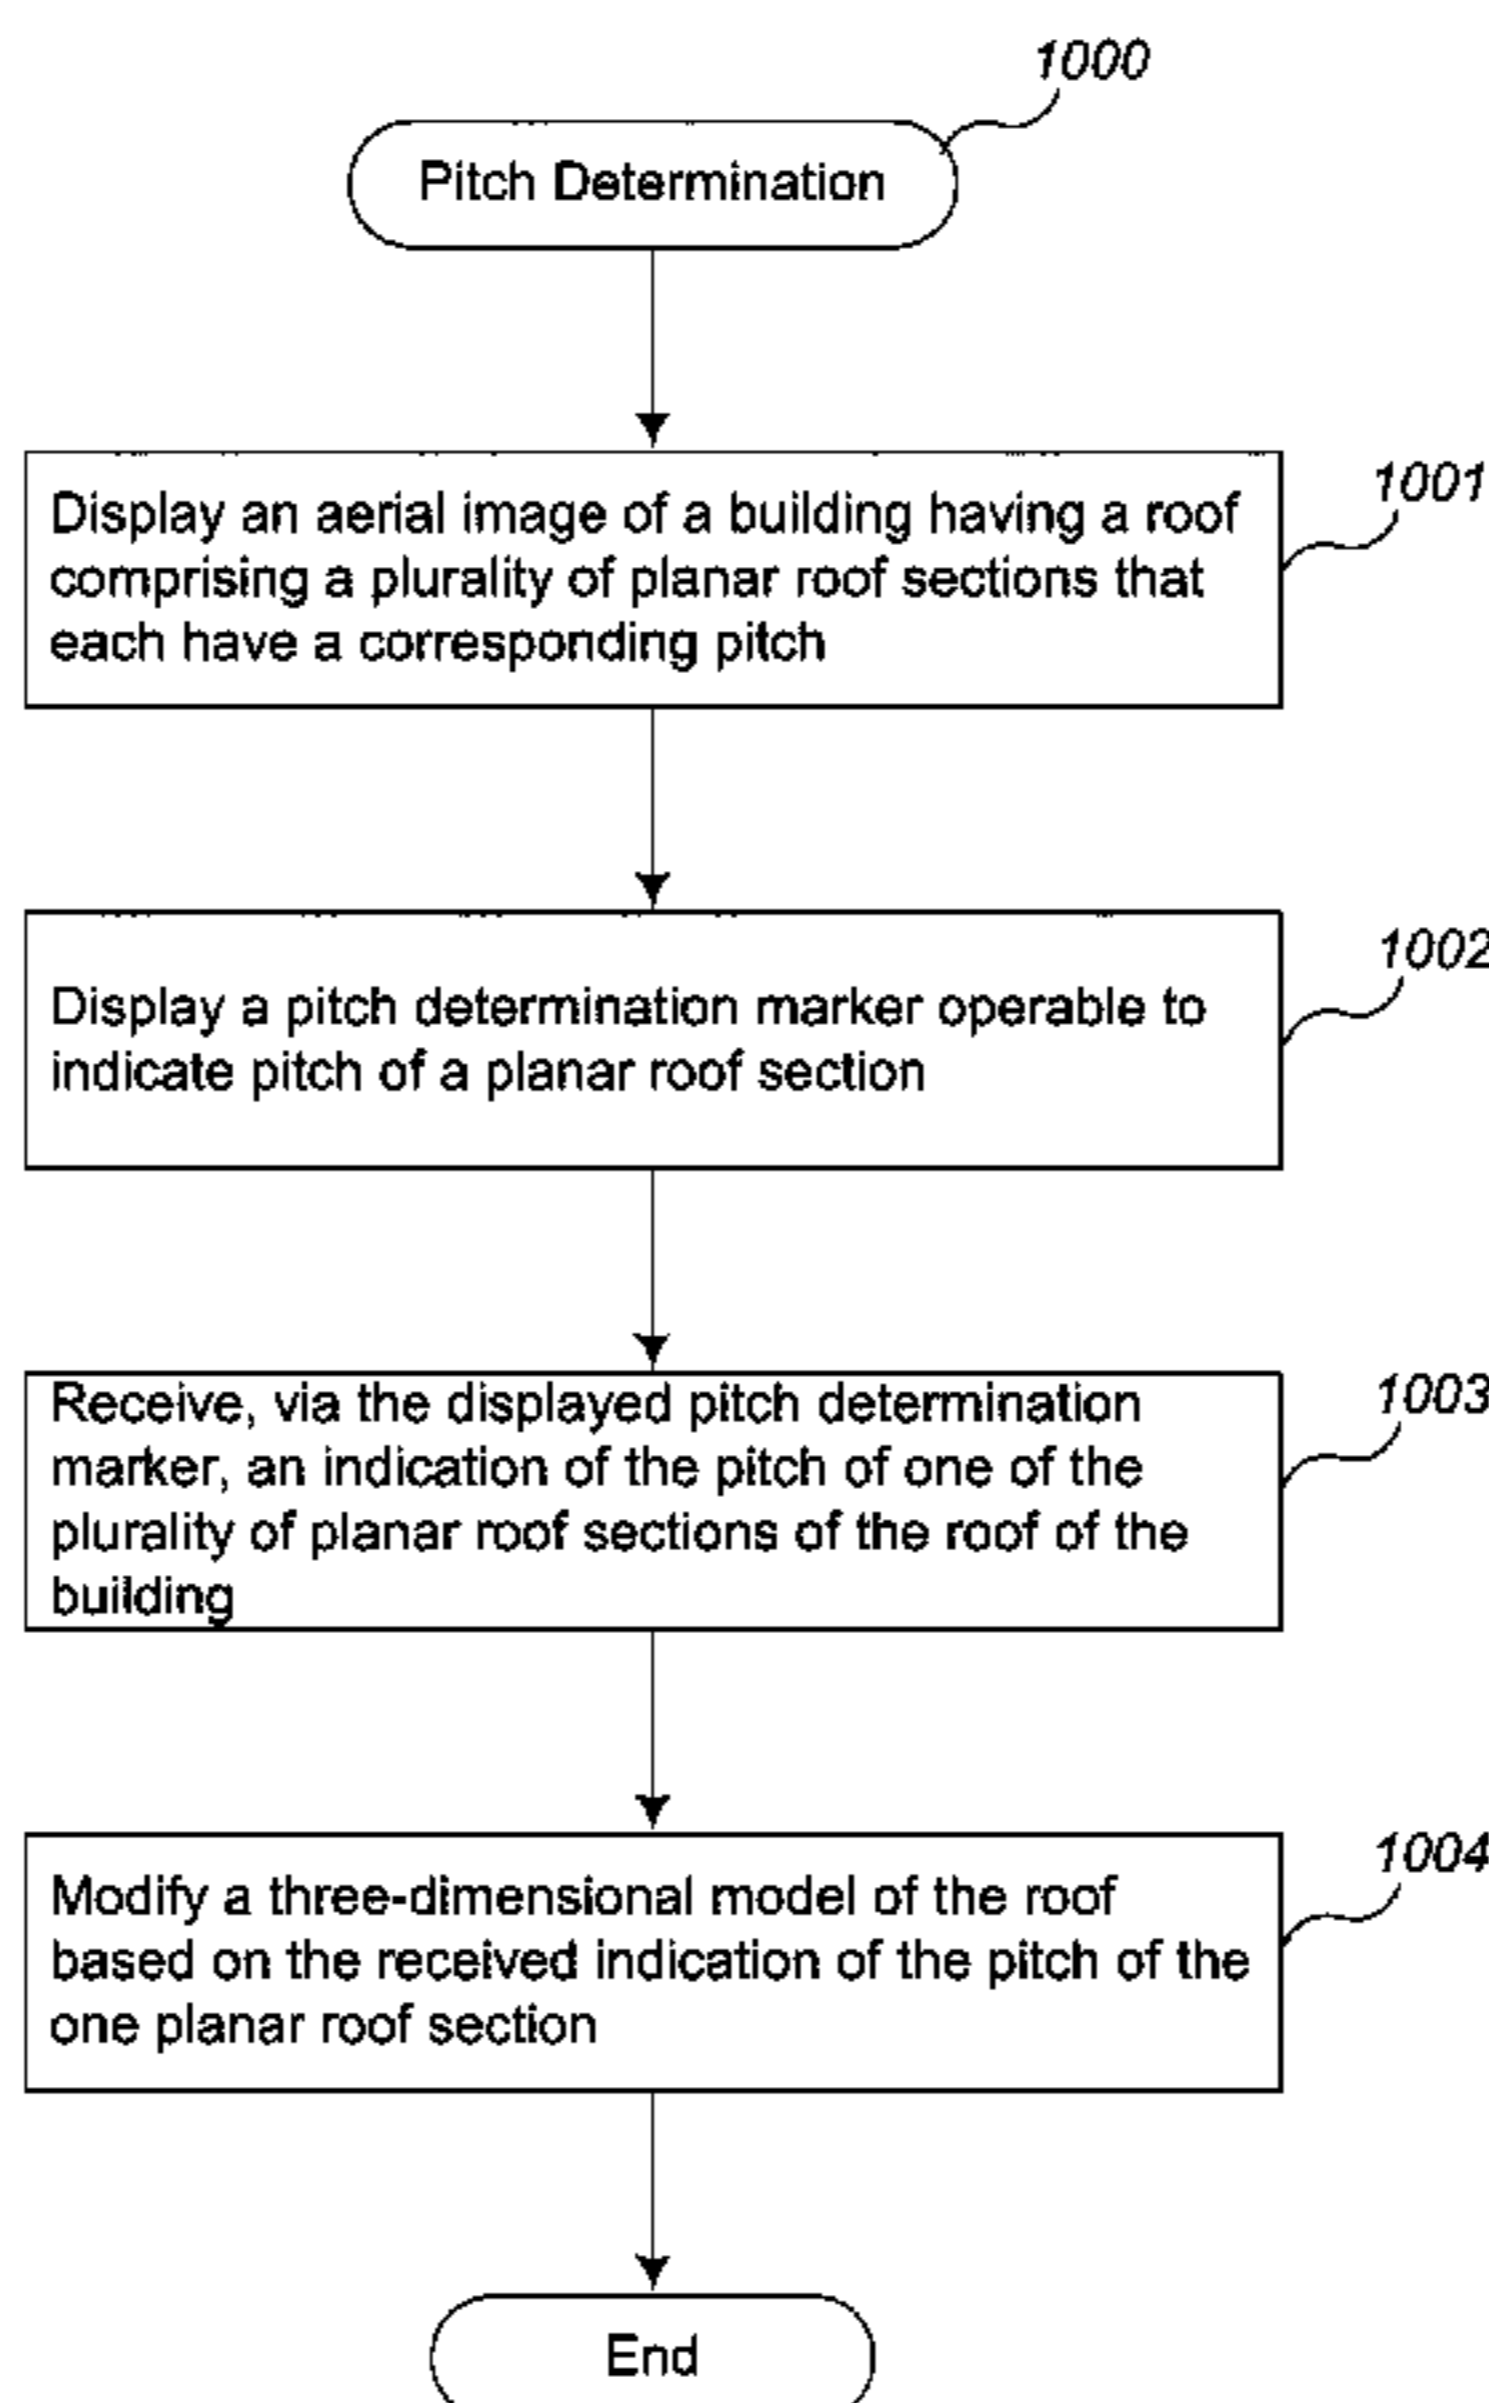 1000
Pitch Determination
1001
Display an aerial image of a building having a roof
comprising a plurality of planar roof sections that
each have a corresponding pitch
1002
Display a pitch determination marker operable to
indicate pitch of a planar roof section
1003
Receive, via the displayed pitch determination
marker, an indication of the pitch of one of the
plurality of planar roof sections of the roof of the
building
1004
Modify a three-dimensional model of the roof
based on the received indication of the pitch of the
one planar roof section
End